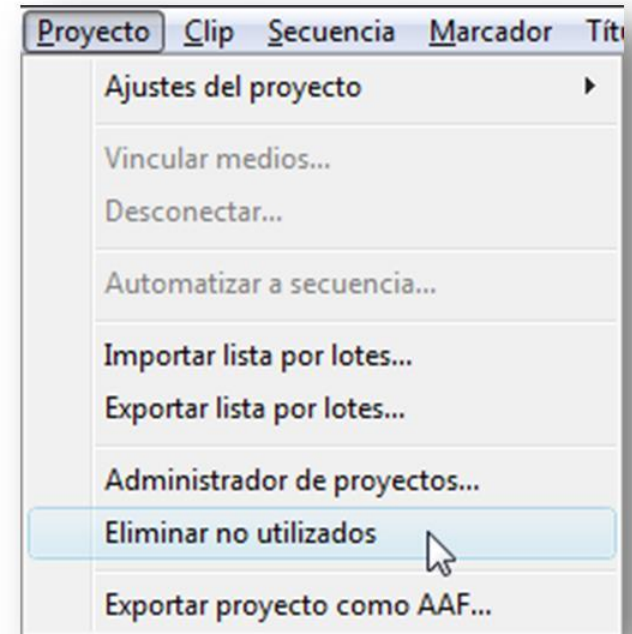 Proyecto Clip Secuencia Marcador Títu
Ajustes del proyecto
Vincular medios...
Desconectar...
Automatizar a secuencia...
Importar lista por lotes...
Exportar lista por lotes...
Administrador de proyectos...
Eliminar no utilizados
Exportar proyecto como AAF...